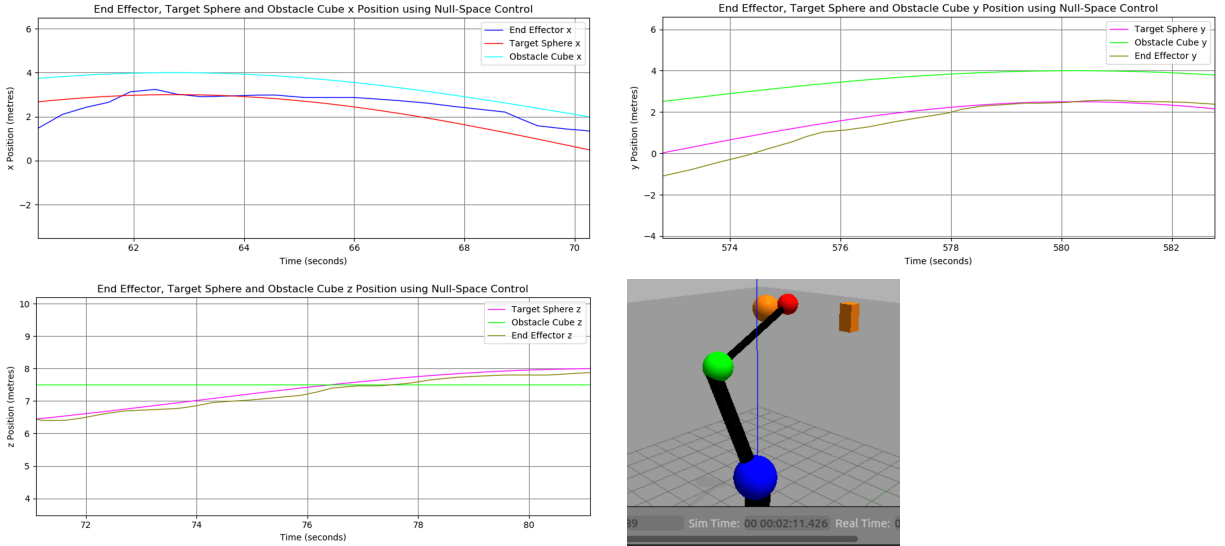 End Effector, Target Sphere and Obstacle Cube x Position using Null-Space Control
6
4
2
0
−2
x Position (metres)
End Effector x
Target Sphere x
Obstacle Cube x
62
64
66
68
70
Time (seconds)
End Effector, Target Sphere and Obstacle Cube y Position using Null-Space Control
6
4
2
0
−2
−4
y Position (metres)
Target Sphere y
Obstacle Cube y
End Effector y
574
576
578
580
582
Time (seconds)
End Effector, Target Sphere and Obstacle Cube z Position using Null-Space Control
10
9
8
7
6
5
4
z Position (metres)
Target Sphere z
Obstacle Cube z
End Effector z
72
74
76
78
80
Time (seconds)
39 Sim Time: 00 00:02:11.426 Real Time: 0